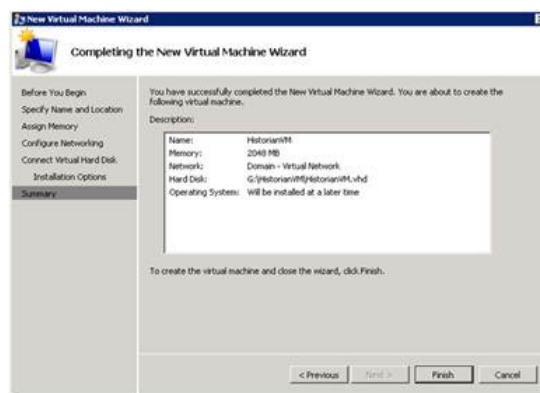 New Virtual Machine Wizard
Completing the New Virtual Machine Wizard
Before You Begin
Specify Name and Location
Assign Memory
Configure Networking
Connect Virtual Hard Disk
Installation Options
Summary
You have successfully completed the New Virtual Machine Wizard. You are about to create the
following virtual machine.
Description:
Name: HistorianVM
Memory: 2048 MB
Network: Domain - Virtual Network
Hard Disk: G:\HistorianVM\HistorianVM.vhd
Operating System: Will be installed at a later time
To create the virtual machine and close the wizard, click Finish.
< Previous Next > Finish Cancel